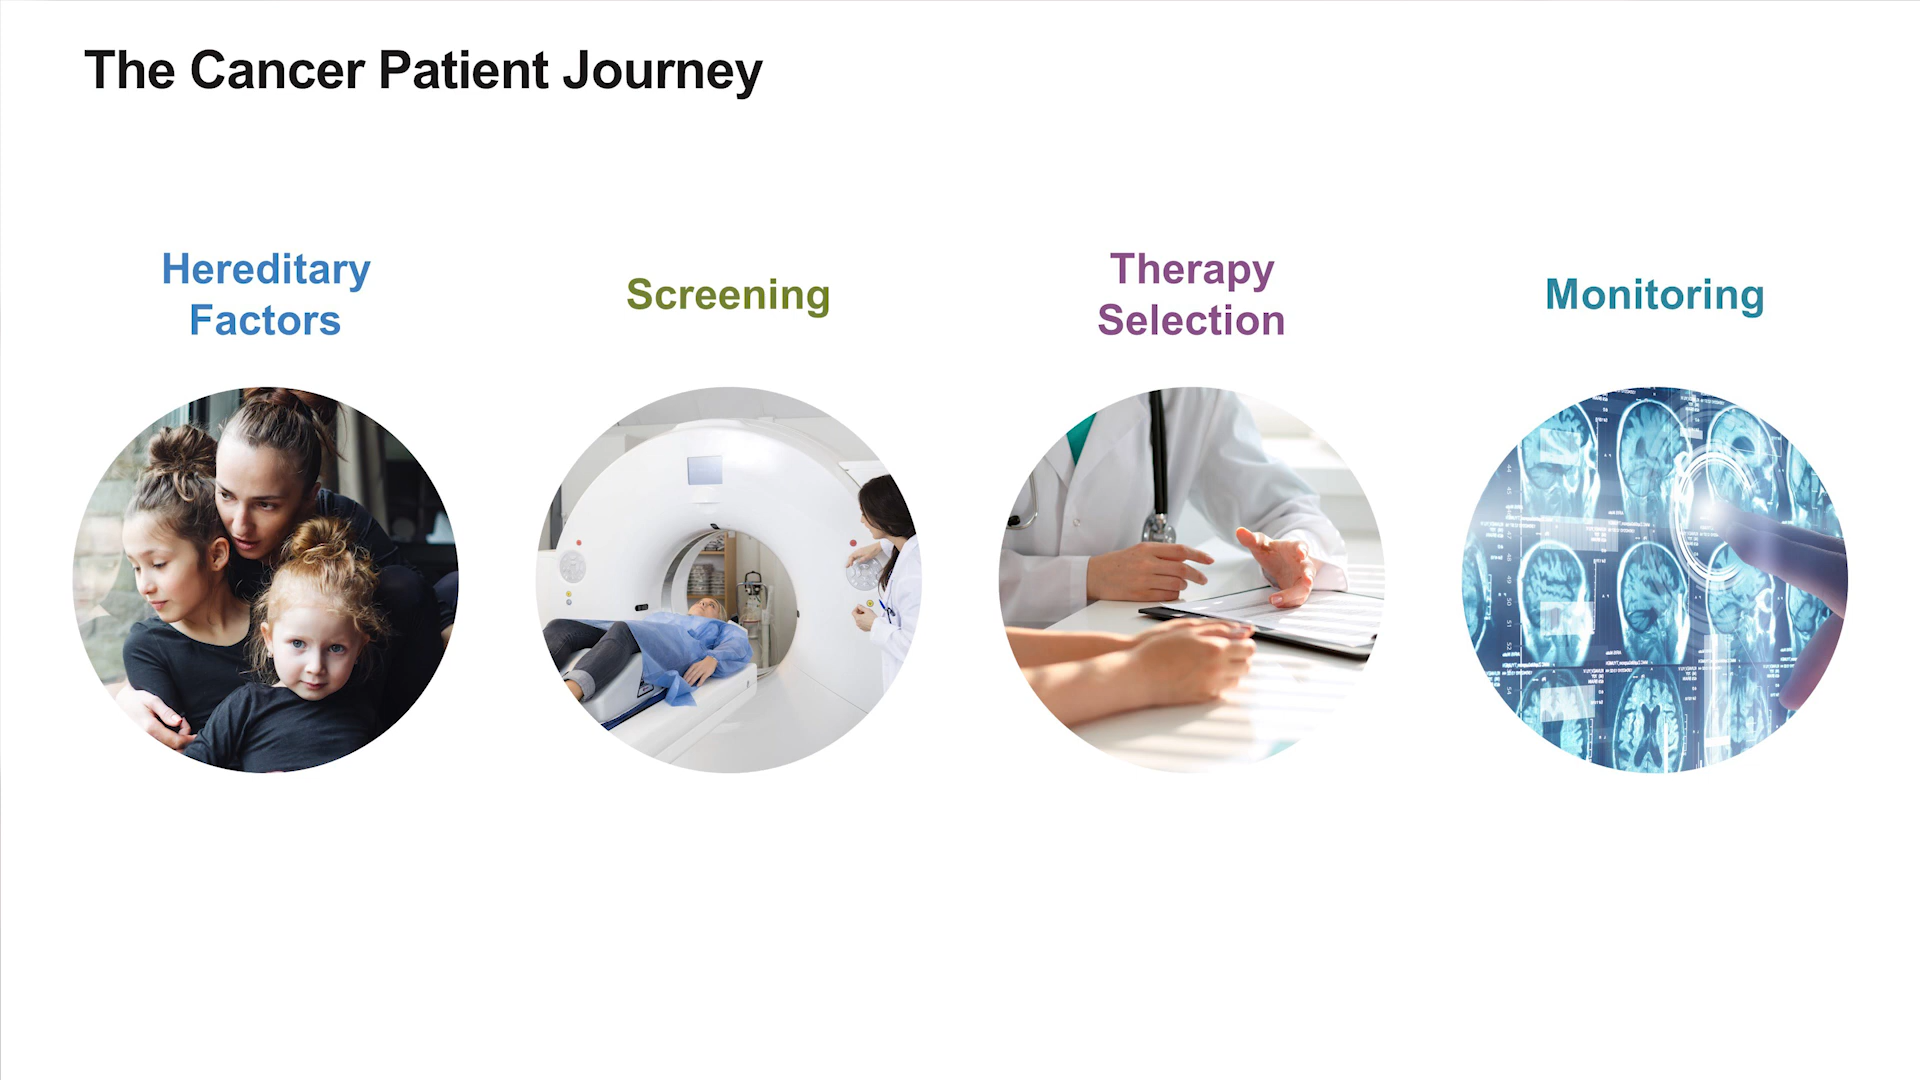 The Cancer Patient Journey
Hereditary
Factors
Screening
Therapy
Selection
Monitoring